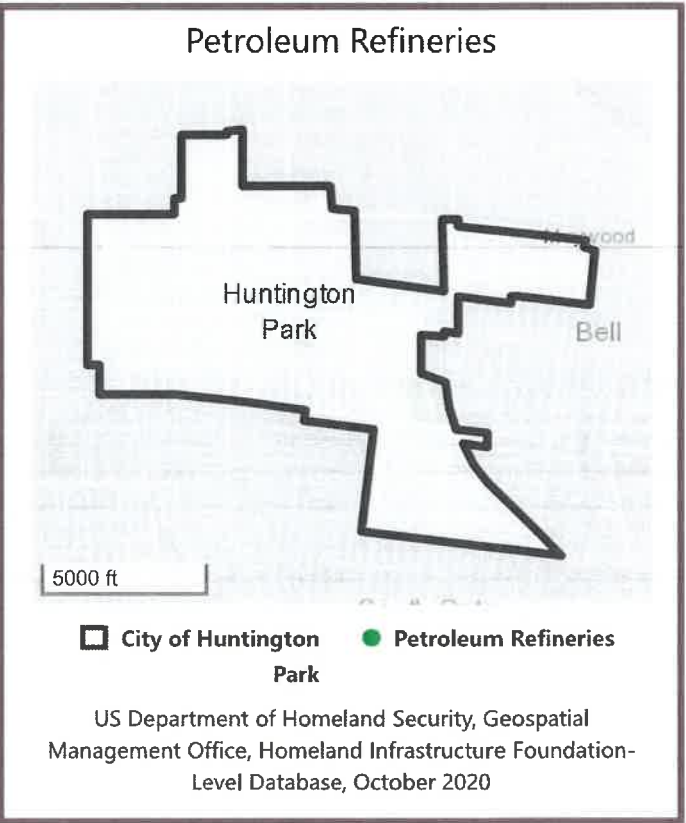 Petroleum Refineries
Huntington
Park
Bell
5000 ft
City of Huntington
Park
Petroleum Refineries
US Department of Homeland Security, Geospatial
Management Office, Homeland Infrastructure Foundation-
Level Database, October 2020